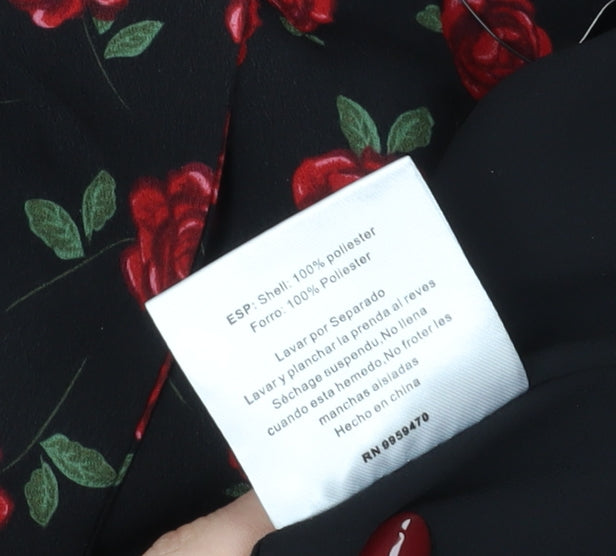 ESP: Shell: 100% poliester
Forro: 100% Poliester
Lavar por Separado
Lavar y planchar la prenda al reves
Séchage suspendu,No llena
cuando esta hemedo.No froter les
manchas aisladas
Hecho en china
RN 9959470